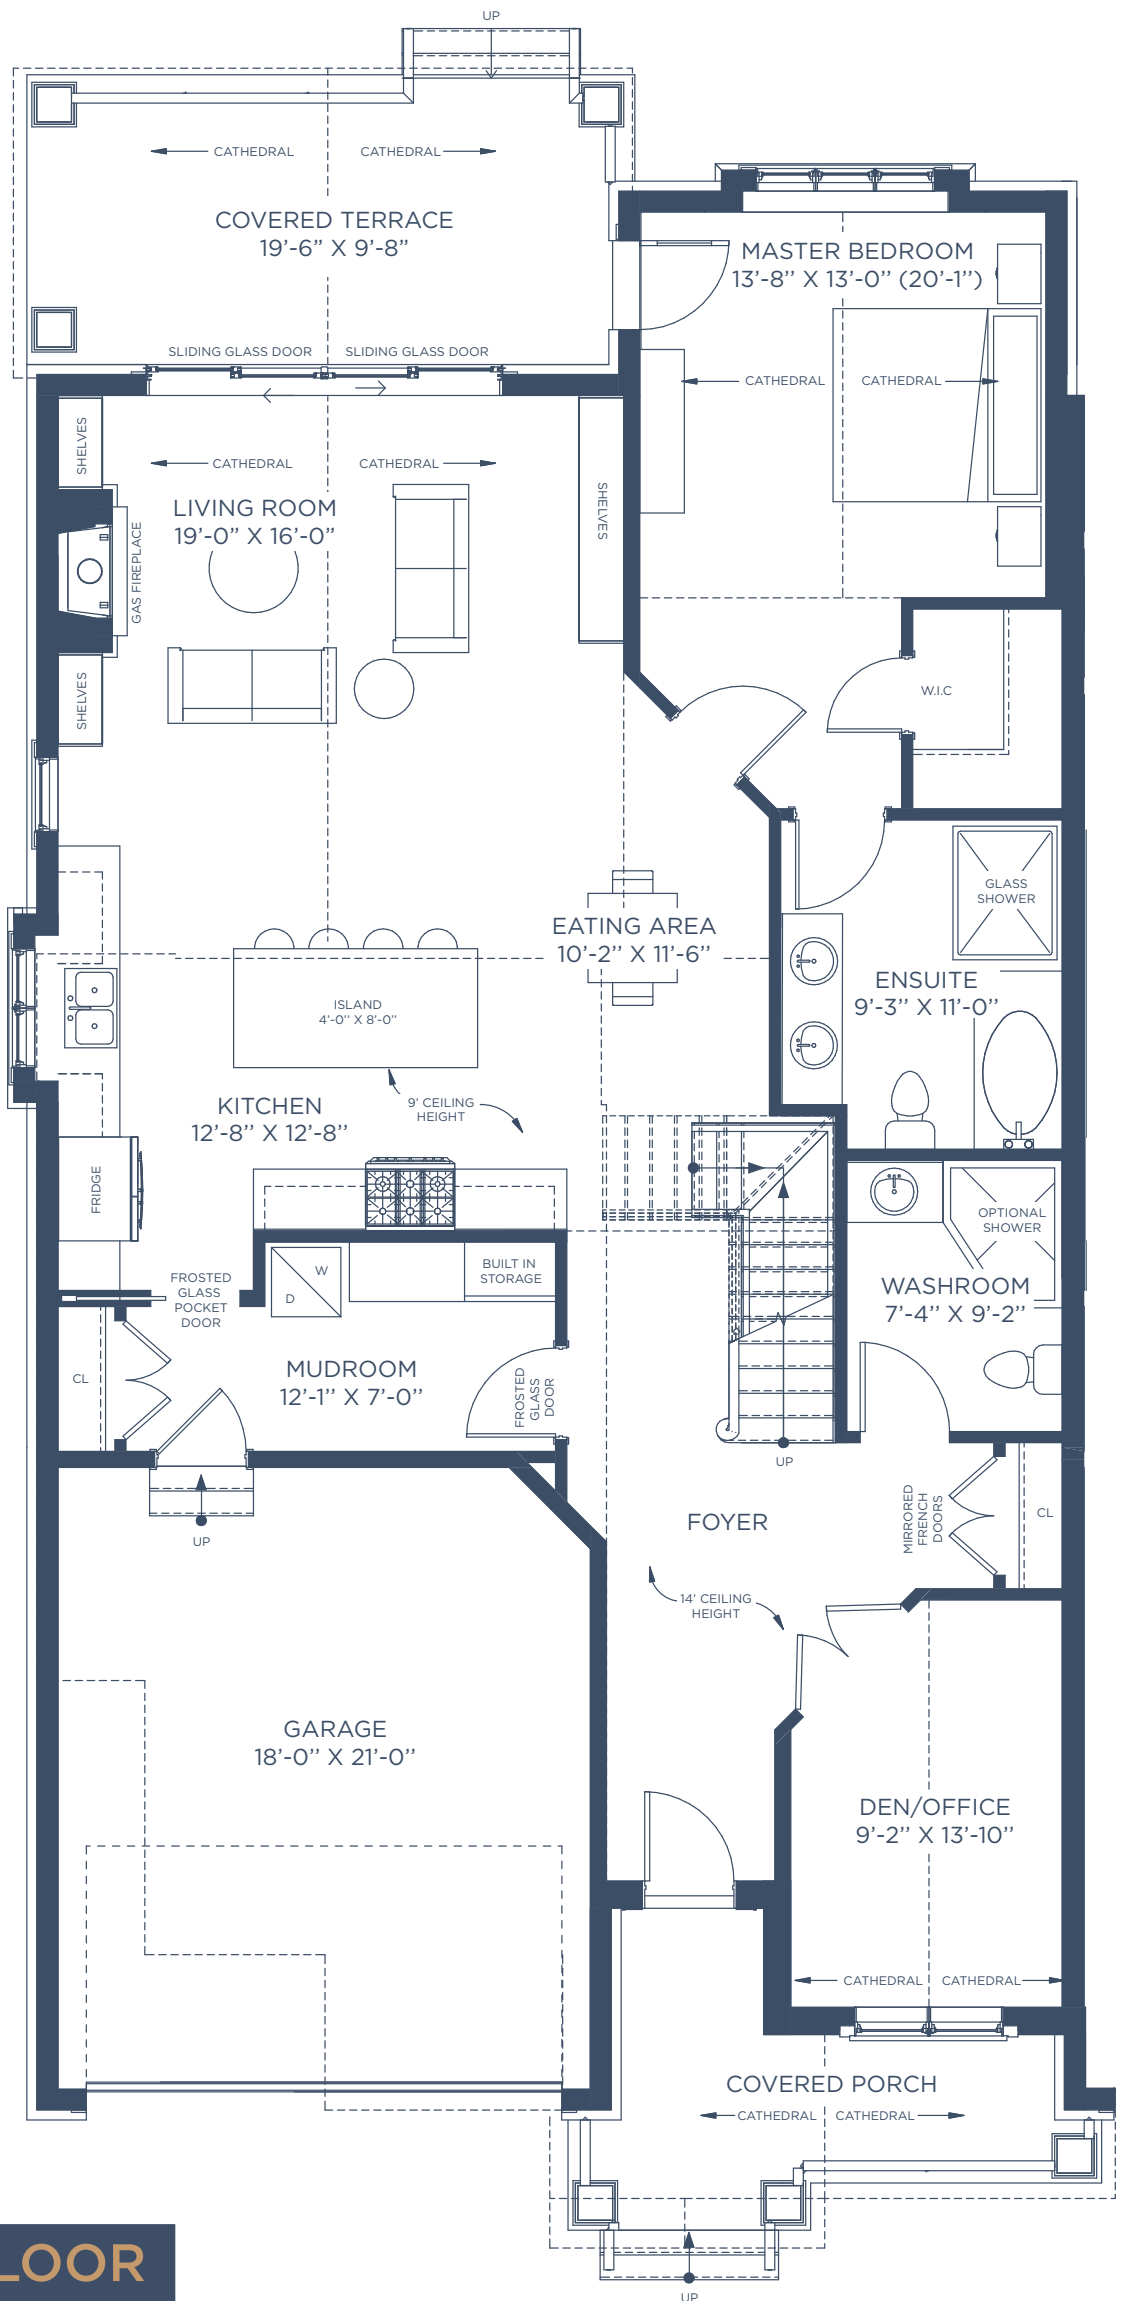 UP
CATHEDRAL CATHEDRAL
COVERED TERRACE
19'-6" X 9'-8"
SLIDING GLASS DOOR SLIDING GLASS DOOR
MASTER BEDROOM
13'-8'' X 13'-0'' (20'-1'')
CATHEDRAL CATHEDRAL
SHELVES
CATHEDRAL CATHEDRAL
LIVING ROOM
19'-0" X 16'-0"
SHELVES
GAS FIREPLACE
SHELVES
W.I.C
GLASS
SHOWER
EATING AREA
10'-2'' X 11'-6''
ENSUITE
9'-3'' X 11'-0''
ISLAND
4'-0'' X 8'-0''
KITCHEN
12'-8'' X 12'-8''
9' CEILING
HEIGHT
FRIDGE
OPTIONAL
SHOWER
FROSTED
GLASS
POCKET
DOOR
W
D
BUILT IN
STORAGE
WASHROOM
7'-4'' X 9'-2''
CL
MUDROOM
12'-1'' X 7'-0''
FROSTED
GLASS
DOOR
UP
UP
FOYER
MIRRORED
FRENCH
DOORS
CL
14' CEILING
HEIGHT
GARAGE
18'-0'' X 21'-0''
DEN/OFFICE
9'-2'' X 13'-10''
CATHEDRAL CATHEDRAL
COVERED PORCH
CATHEDRAL CATHEDRAL
LOOR
UP